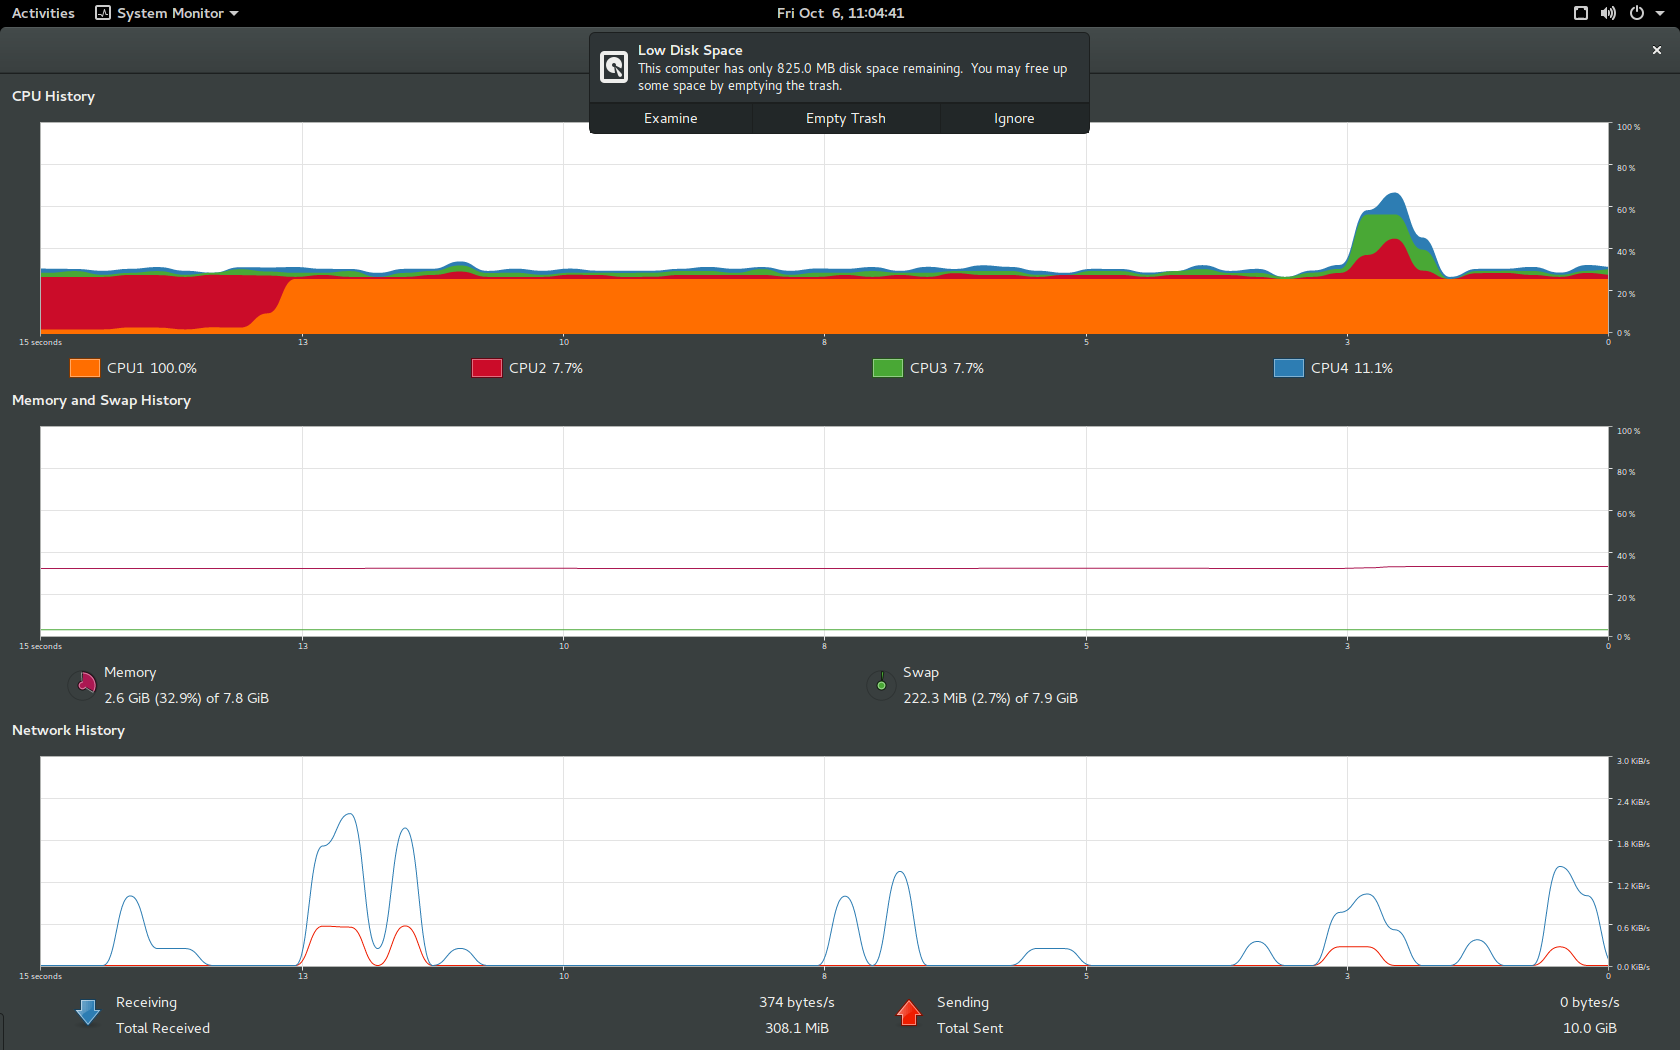 Activities System Monitor Fri Oct 6, 11:04:41
Low Disk Space
This computer has only 825.0 MB disk space remaining. You may free up
some space by emptying the trash.
Examine Empty Trash Ignore
CPU History
100 %
80 %
60 %
40 %
20 %
0 %
15 seconds 13 10 8 5 3 0
CPU1 100.0% CPU2 7.7% CPU3 7.7% CPU4 11.1%
Memory and Swap History
100 %
80 %
60 %
40 %
20 %
0 %
15 seconds 13 10 8 5 3 0
Memory Swap
2.6 GiB (32.9%) of 7.8 GiB 222.3 MiB (2.7%) of 7.9 GiB
Network History
3.0 KiB/s
2.4 KiB/s
1.8 KiB/s
1.2 KiB/s
0.6 KiB/s
0.0 KiB/s
15 seconds 13 10 8 5 3 0
Receiving 374 bytes/s Sending 0 bytes/s
Total Received 308.1 MiB Total Sent 10.0 GiB